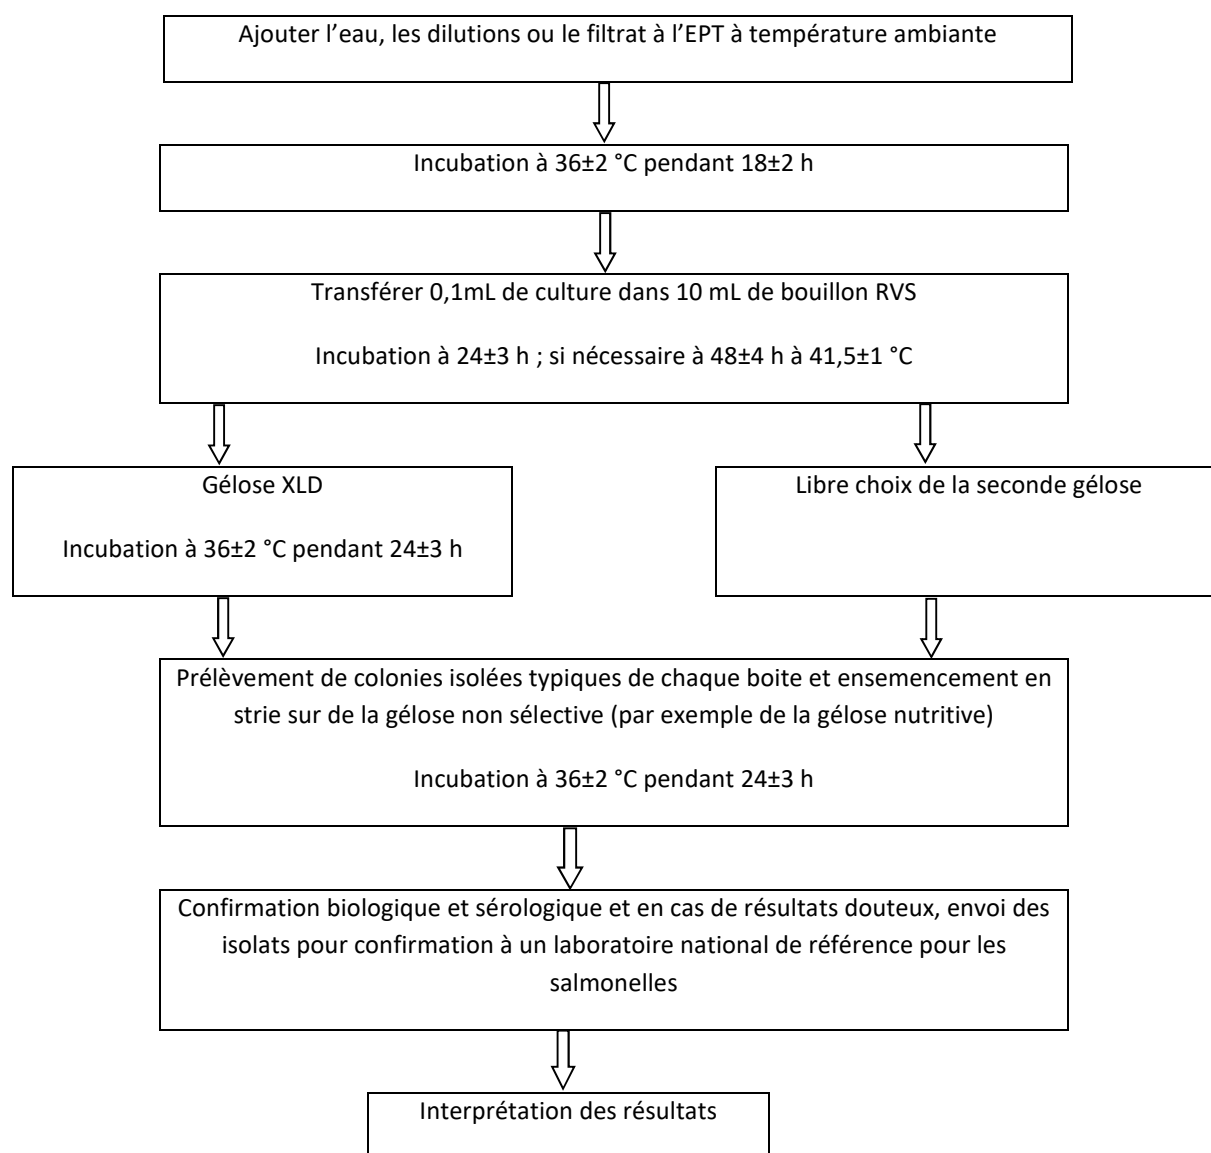 Ajouter l’eau, les dilutions ou le filtrat à l’EPT à température ambiante
Incubation à 36±2 °C pendant 18±2 h
Transférer 0,1mL de culture dans 10 mL de bouillon RVS
Incubation à 24±3 h ; si nécessaire à 48±4 h à 41,5±1 °C
Gélose XLD
Incubation à 36±2 °C pendant 24±3 h
Libre choix de la seconde gélose
Prélèvement de colonies isolées typiques de chaque boite et ensemencement en
strie sur de la gélose non sélective (par exemple de la gélose nutritive)
Incubation à 36±2 °C pendant 24±3 h
Confirmation biologique et sérologique et en cas de résultats douteux, envoi des
isolats pour confirmation à un laboratoire national de référence pour les
salmonelles
Interprétation des résultats